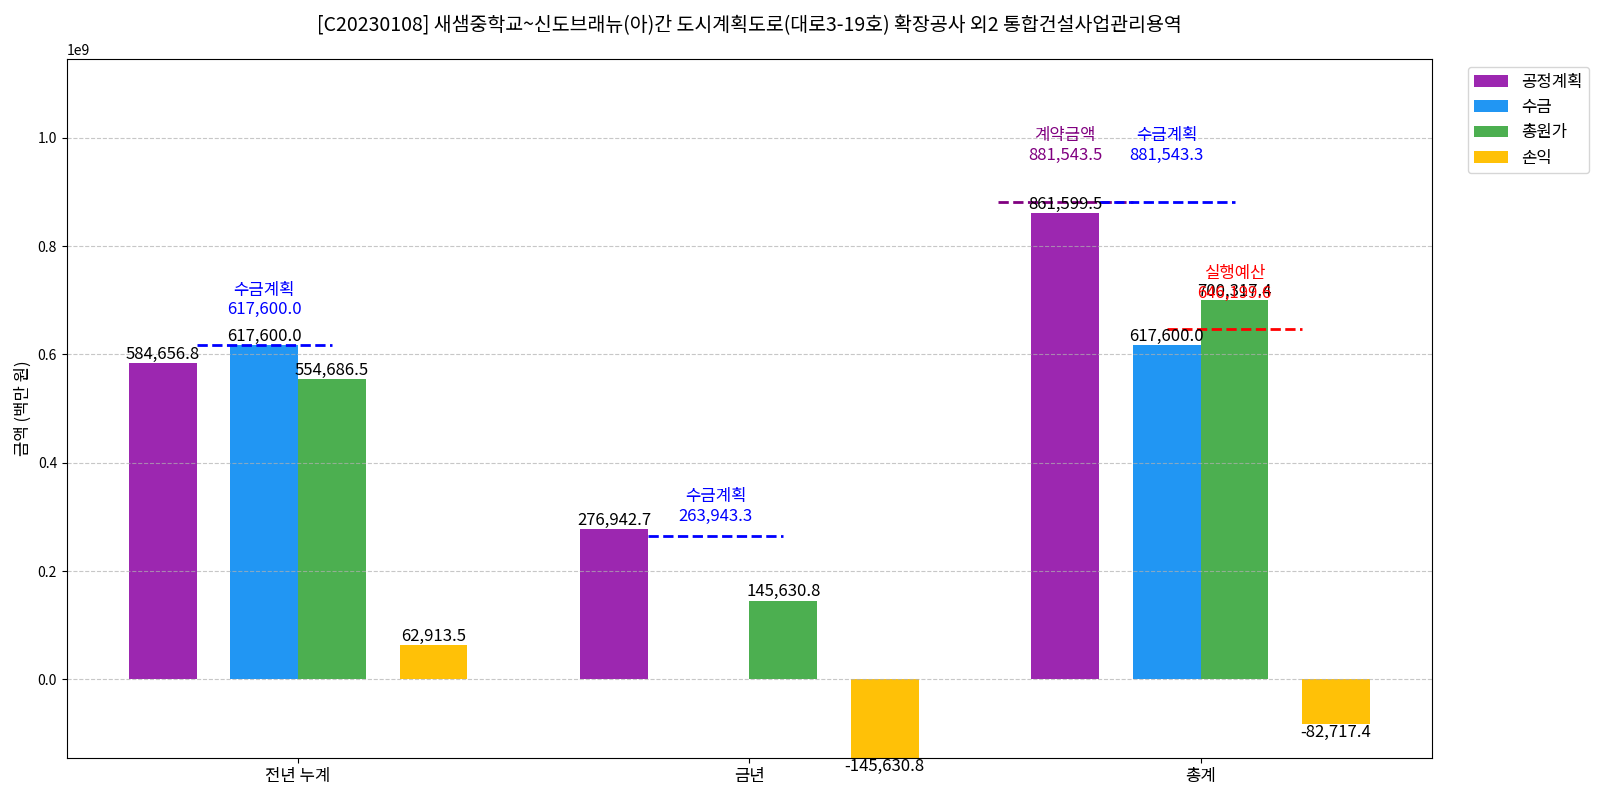 [C20230108] 새샘중학교~신도브래뉴(아)간 도시계획도로(대로3-19호) 확장공사 외2 통합건설사업관리용역
1e9
공정계획
수금
총원가
손익
금액 (백만 원)
1.0
0.8
0.6
0.4
0.2
0.0
계약금액
881,543.5
수금계획
881,543.3
861,599.5
실행예산
646,199.6
700,317.4
617,600.0
수금계획
617,600.0
617,600.0
584,656.8
554,686.5
62,913.5
수금계획
263,943.3
276,942.7
145,630.8
-145,630.8
-82,717.4
전년 누계
금년
총계